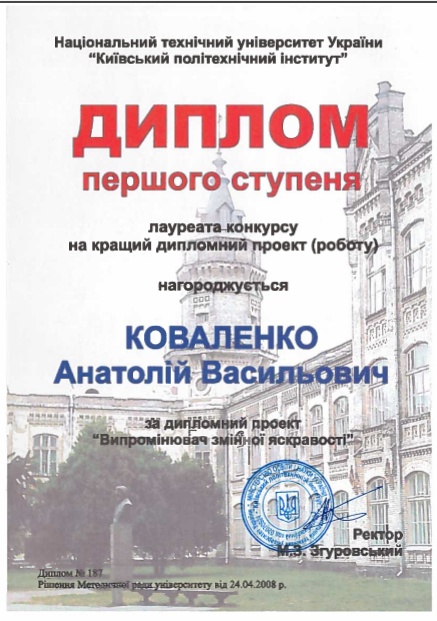 Національний технічний університет України
“Київський політехнічний інститут”
ДИПЛОМ
першого ступеня
лауреата конкурсу
на кращий дипломний проект (роботу)
нагороджується
КОВАЛЕНКО
Анатолій Васильович
за дипломний проект
“Випромінювач змінної яскравості”
Ректор
М.З. Згуровський
Диплом № 187
Рішення Методичної ради університету від 24.04.2008 р.